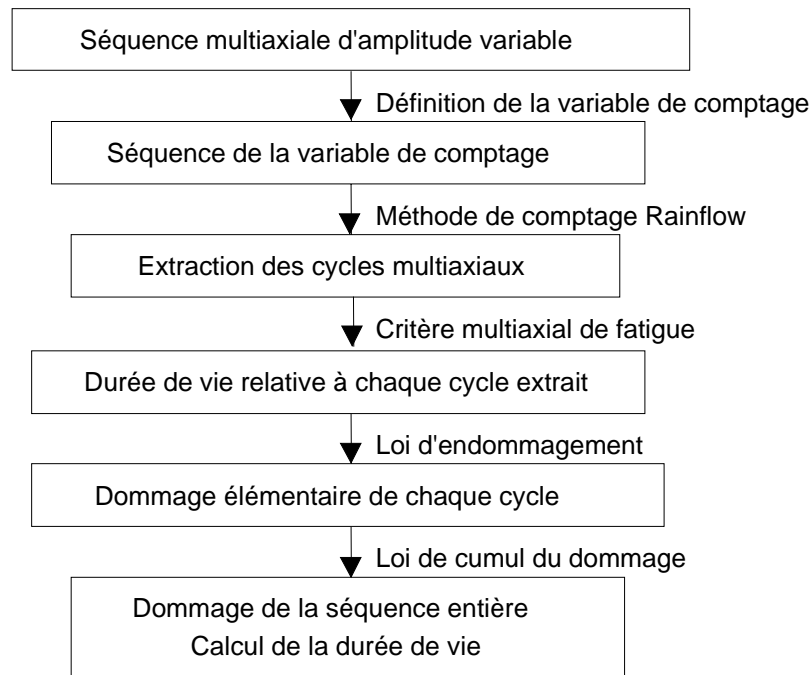 Séquence multiaxiale d'amplitude variable
Définition de la variable de comptage
Séquence de la variable de comptage
Méthode de comptage Rainflow
Extraction des cycles multiaxiaux
Critère multiaxial de fatigue
Durée de vie relative à chaque cycle extrait
Loi d'endommagement
Dommage élémentaire de chaque cycle
Loi de cumul du dommage
Dommage de la séquence entière
Calcul de la durée de vie